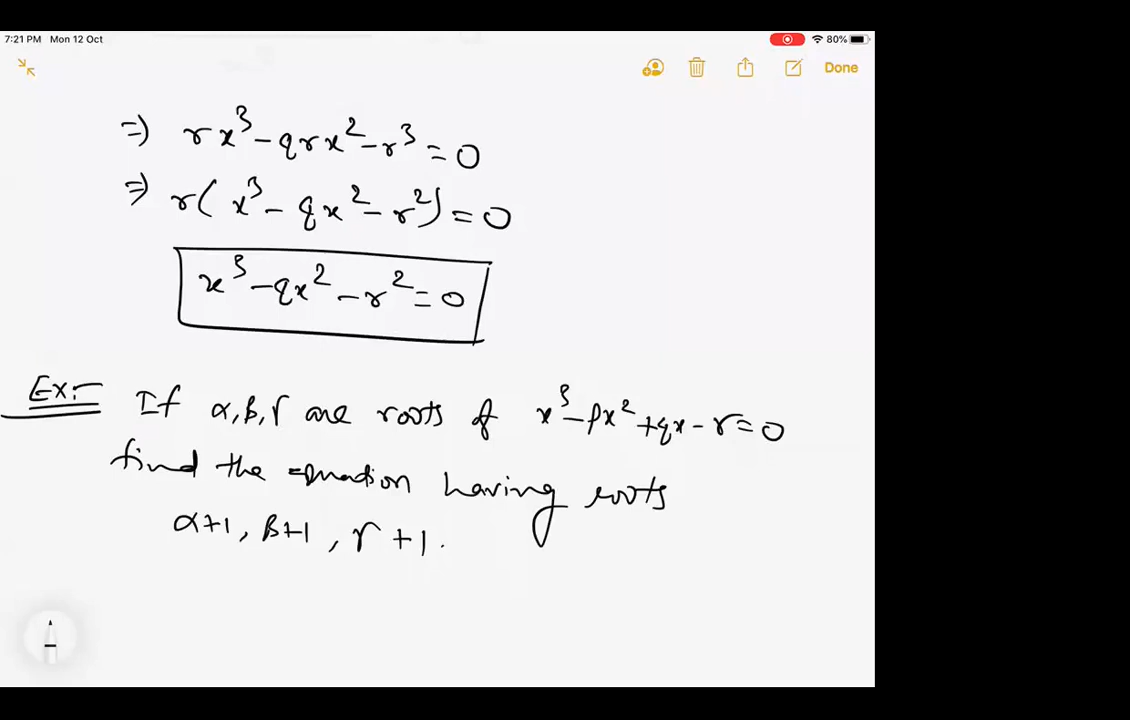 7:21 PM Mon 12 Oct 80%
Done
⇒ rx³ - qrx² - r³ = 0
⇒ r(x³ - qx² - r²) = 0
x³ - qx² - r² = 0
Ex:- If α, β, γ are roots of x³ - px² + qx - r = 0
find the equation having roots
α+1, β+1, γ+1.